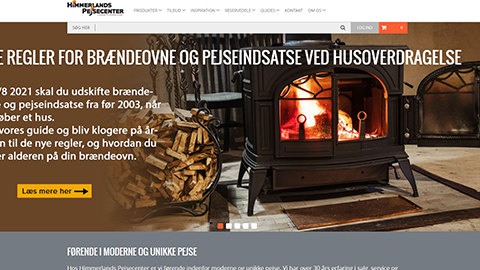 HIMMERLANDS
PEJSECENTER
PRODUKTER TILBUD INSPIRATION RESERVEDELE GUIDES KONTAKT OM OS
SØG HER
LOG IND
E REGLER FOR BRÆNDEOVNE OG PEJSEINDSATSE VED HUSOVERDRAGELSE
/8 2021 skal du udskifte brænde-
e og pejseindsatse fra før 2003, når
øber et hus.
vores guide og bliv klogere på år-
n til de nye regler, og hvordan du
er alderen på din brændeovn.
Læs mere her
FØRENDE I MODERNE OG UNIKKE PEJSE
Hos Himmerlands Pejsecenter er vi førende indenfor moderne og unikke pejse. Vi har over 30 års erfaring i salg, service og